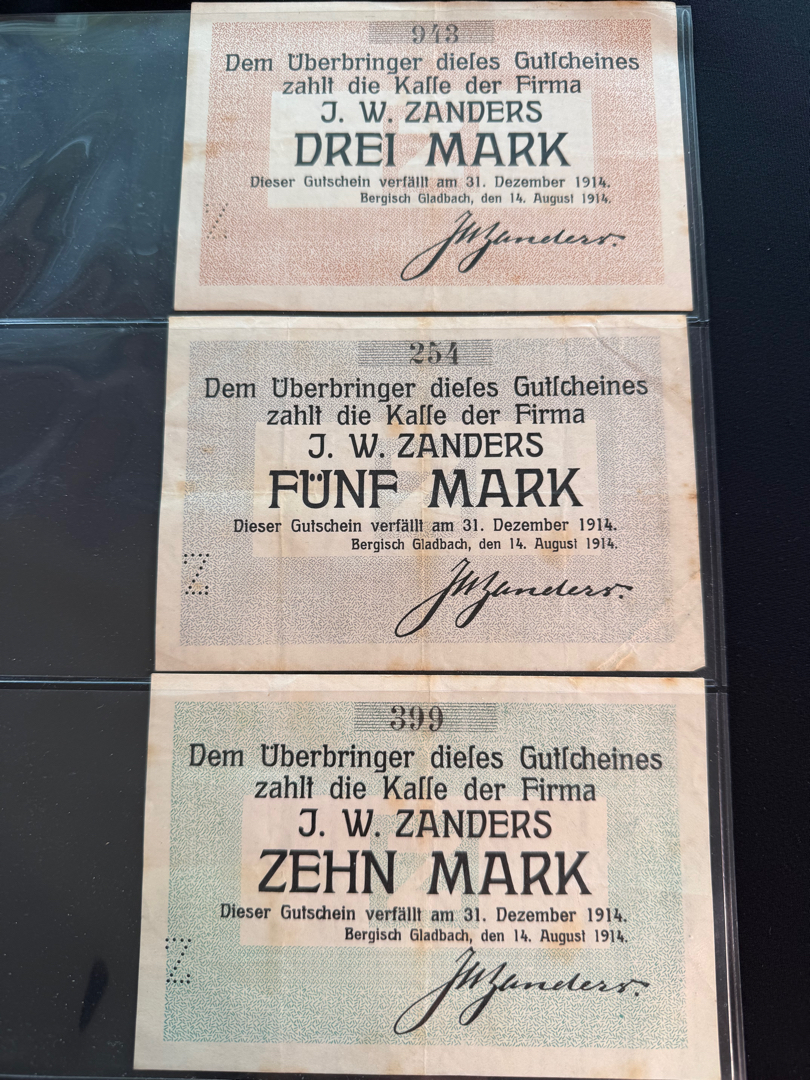 943
Dem Überbringer dieſes Gutſcheines
zahlt die Kaſſe der Firma
J. W. ZANDERS
DREI MARK
Dieser Gutschein verfällt am 31. Dezember 1914.
Bergisch Gladbach, den 14. August 1914.
JWZanders.
Z
254
Dem Überbringer dieſes Gutſcheines
zahlt die Kaſſe der Firma
J. W. ZANDERS
FÜNF MARK
Dieser Gutschein verfällt am 31. Dezember 1914.
Bergisch Gladbach, den 14. August 1914.
Z
JWZanders.
399
Dem Überbringer dieſes Gutſcheines
zahlt die Kaſſe der Firma
J. W. ZANDERS
ZEHN MARK
Dieser Gutschein verfällt am 31. Dezember 1914.
Bergisch Gladbach, den 14. August 1914.
Z
JWZanders.